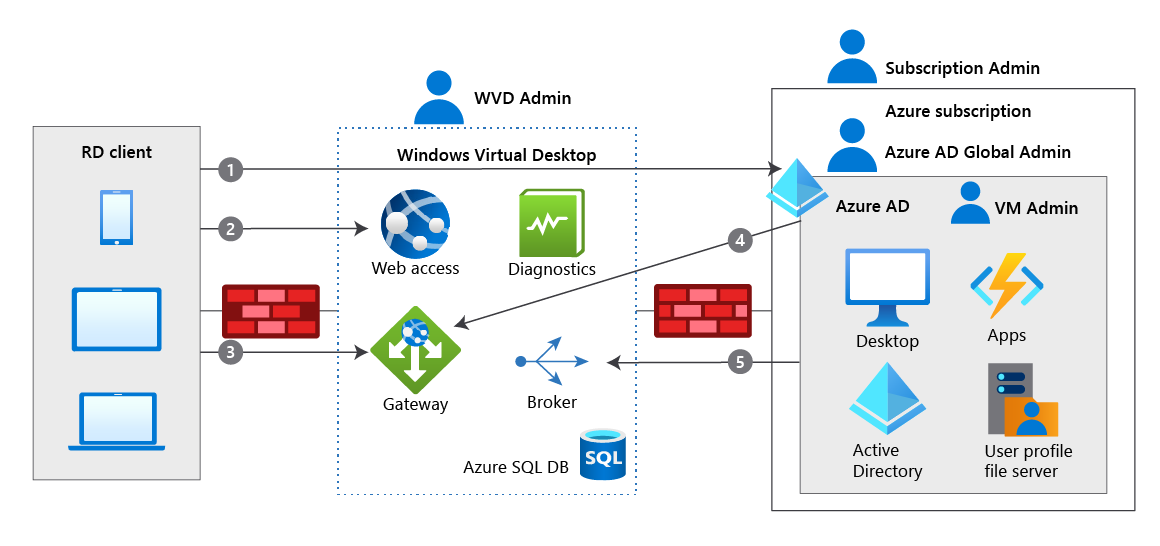 Subscription Admin
WVD Admin
Azure subscription
RD client
Windows Virtual Desktop
Azure AD Global Admin
1
Azure AD
VM Admin
2
4
Web access
Diagnostics
Desktop
Apps
3
5
Gateway
Broker
Active
Directory
User profile
file server
Azure SQL DB
SQL